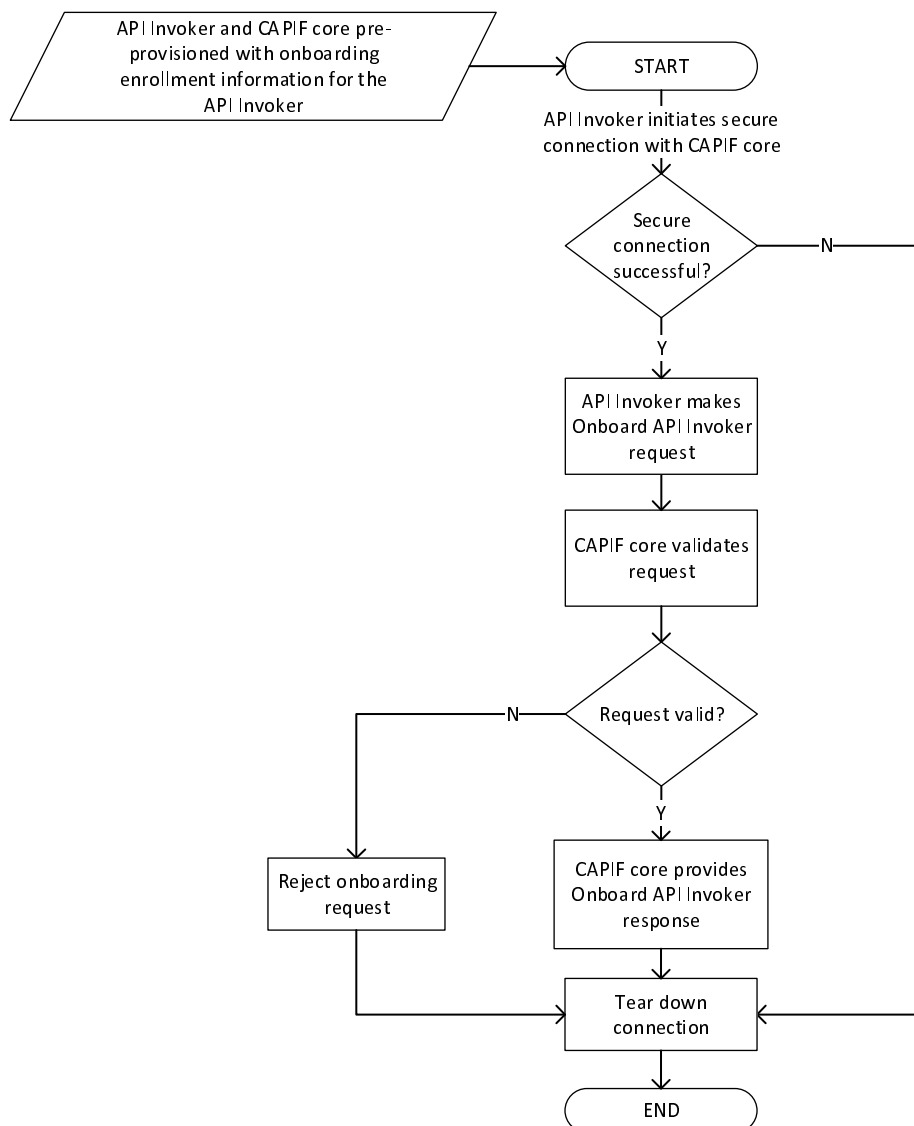 API Invoker and CAPIF core pre-
provisioned with onboarding
enrollment information for the
API Invoker
START
API Invoker initiates secure
connection with CAPIF core
Secure
connection
successful?
N
Y
API Invoker makes
Onboard API Invoker
request
CAPIF core validates
request
Request valid?
N
Y
Reject onboarding
request
CAPIF core provides
Onboard API Invoker
response
Tear down
connection
END